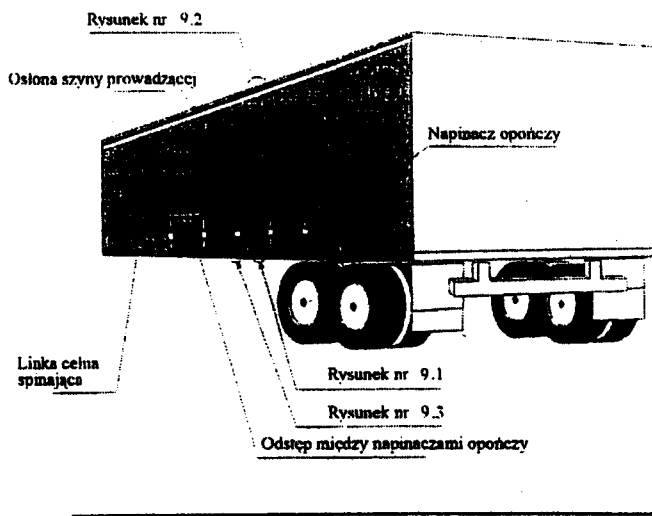 Rysunek nr 9.2
Osłona szyny prowadzącej
Napinacz opończy
Linka celna
spinająca
Rysunek nr 9.1
Rysunek nr 9.3
Odstęp między napinaczami opończy